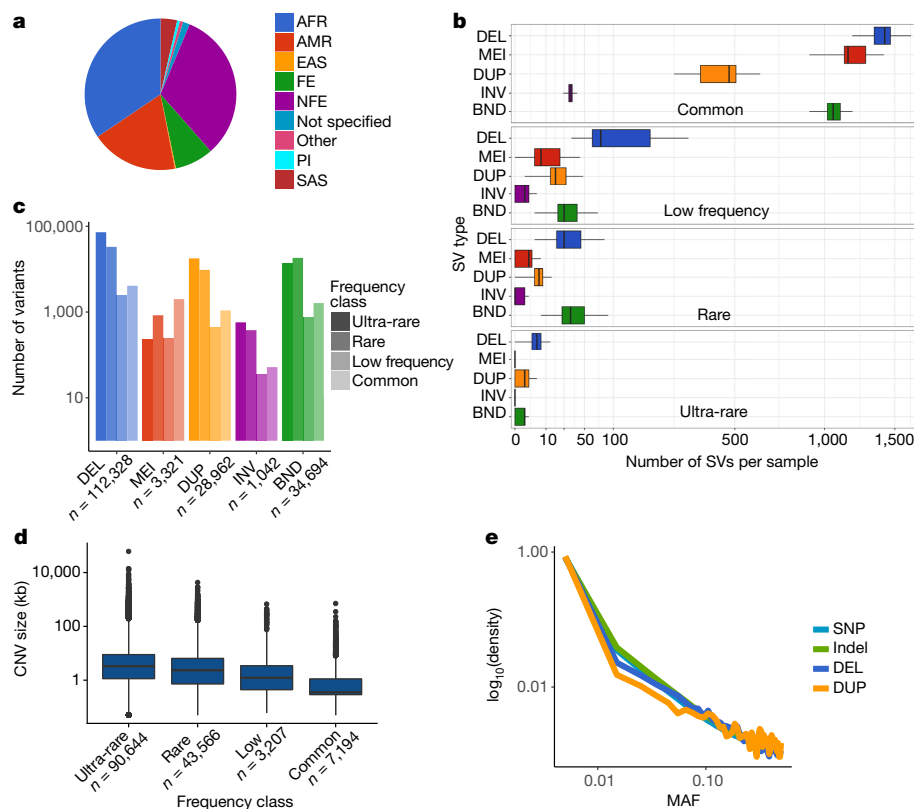 a
AFR
AMR
EAS
FE
NFE
Not specified
Other
PI
SAS
b
SV type
DEL
MEI
DUP
INV
BND
Common
DEL
MEI
DUP
INV
BND
Low frequency
DEL
MEI
DUP
INV
BND
Rare
DEL
MEI
DUP
INV
BND
Ultra-rare
0 10 50 100 500 1,000 1,500
Number of SVs per sample
c
Number of variants
100,000
1,000
10
DEL
n = 112,328
MEI
n = 3,321
DUP
n = 28,962
INV
n = 1,042
BND
n = 34,694
Frequency
class
Ultra-rare
Rare
Low frequency
Common
d
CNV size (kb)
10,000
100
1
Ultra-rare
n = 90,644
Rare
n = 43,566
Low
n = 3,207
Common
n = 7,194
Frequency class
e
log10(density)
1.00
0.01
0.01 0.10
MAF
SNP
Indel
DEL
DUP